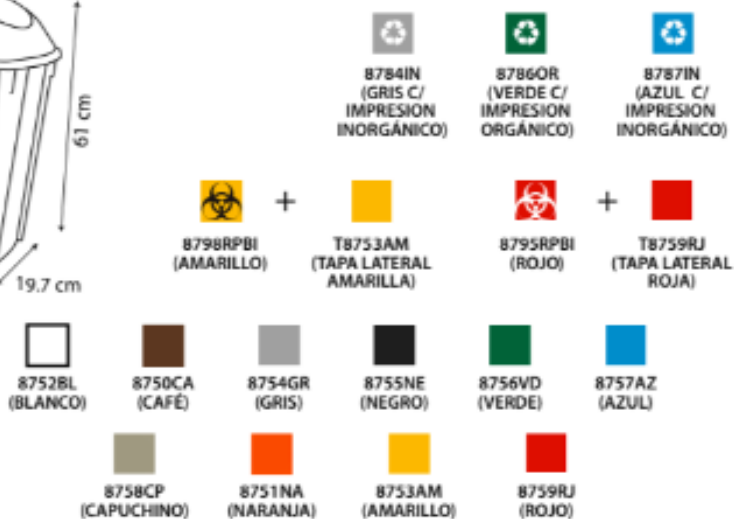 61 cm
19.7 cm
8784IN
(GRIS C/
IMPRESION
INORGÁNICO)
8786OR
(VERDE C/
IMPRESION
ORGÁNICO)
8787IN
(AZUL C/
IMPRESION
INORGÁNICO)
8798RPBI
(AMARILLO)
+
T8753AM
(TAPA LATERAL
AMARILLA)
8795RPBI
(ROJO)
+
T8759RJ
(TAPA LATERAL
ROJA)
8752BL
(BLANCO)
8750CA
(CAFÉ)
8754GR
(GRIS)
8755NE
(NEGRO)
8756VD
(VERDE)
8757AZ
(AZUL)
8758CP
(CAPUCHINO)
8751NA
(NARANJA)
8753AM
(AMARILLO)
8759RJ
(ROJO)